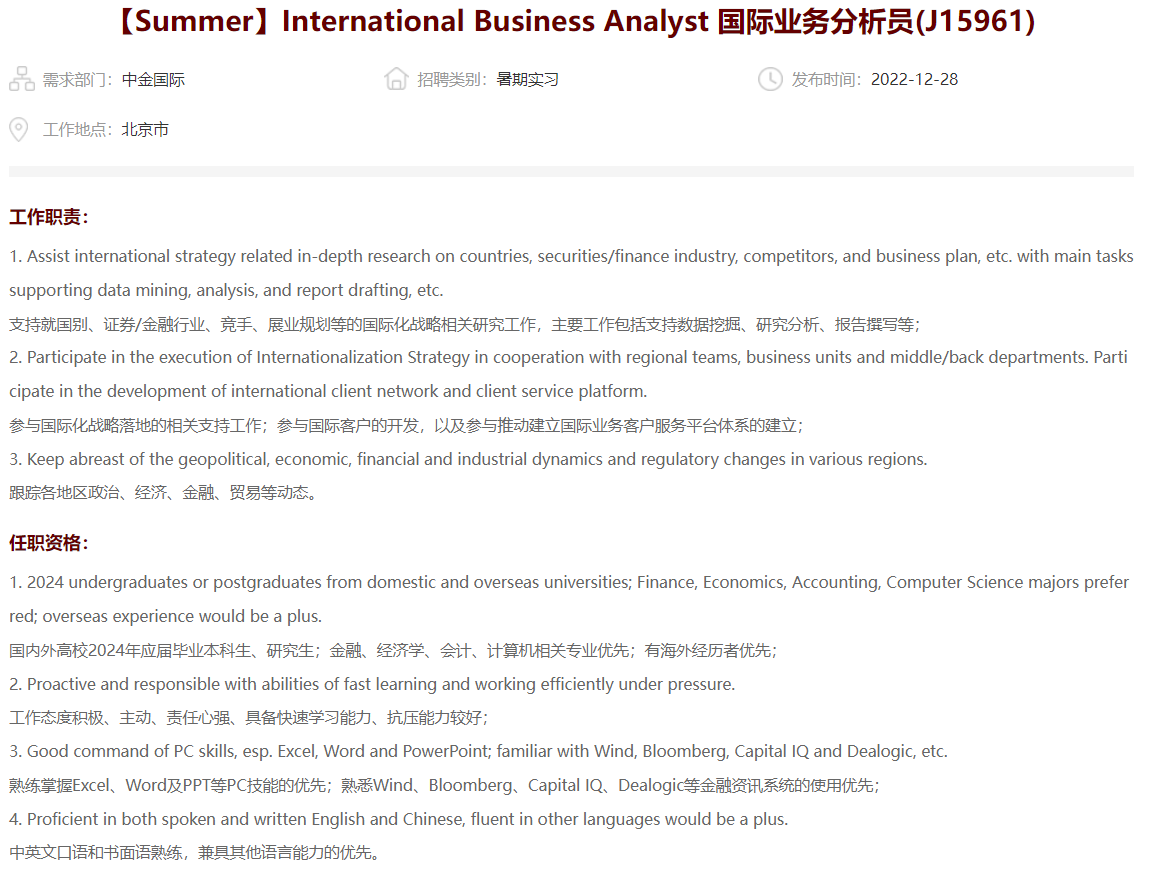 【Summer】International Business Analyst 国际业务分析员(J15961)
需求部门： 中金国际
招聘类别： 暑期实习
发布时间： 2022-12-28
工作地点： 北京市
工作职责：
1. Assist international strategy related in-depth research on countries, securities/finance industry, competitors, and business plan, etc. with main tasks
supporting data mining, analysis, and report drafting, etc.
支持就国别、证券/金融行业、竞手、展业规划等的国际化战略相关研究工作，主要工作包括支持数据挖掘、研究分析、报告撰写等；
2. Participate in the execution of Internationalization Strategy in cooperation with regional teams, business units and middle/back departments. Parti
cipate in the development of international client network and client service platform.
参与国际化战略落地的相关支持工作；参与国际客户的开发，以及参与推动建立国际业务客户服务平台体系的建立；
3. Keep abreast of the geopolitical, economic, financial and industrial dynamics and regulatory changes in various regions.
跟踪各地区政治、经济、金融、贸易等动态。
任职资格：
1. 2024 undergraduates or postgraduates from domestic and overseas universities; Finance, Economics, Accounting, Computer Science majors prefer
red; overseas experience would be a plus.
国内外高校2024年应届毕业本科生、研究生；金融、经济学、会计、计算机相关专业优先；有海外经历者优先；
2. Proactive and responsible with abilities of fast learning and working efficiently under pressure.
工作态度积极、主动、责任心强、具备快速学习能力、抗压能力较好；
3. Good command of PC skills, esp. Excel, Word and PowerPoint; familiar with Wind, Bloomberg, Capital IQ and Dealogic, etc.
熟练掌握Excel、Word及PPT等PC技能的优先；熟悉Wind、Bloomberg、Capital IQ、Dealogic等金融资讯系统的使用优先；
4. Proficient in both spoken and written English and Chinese, fluent in other languages would be a plus.
中英文口语和书面语熟练，兼具其他语言能力的优先。